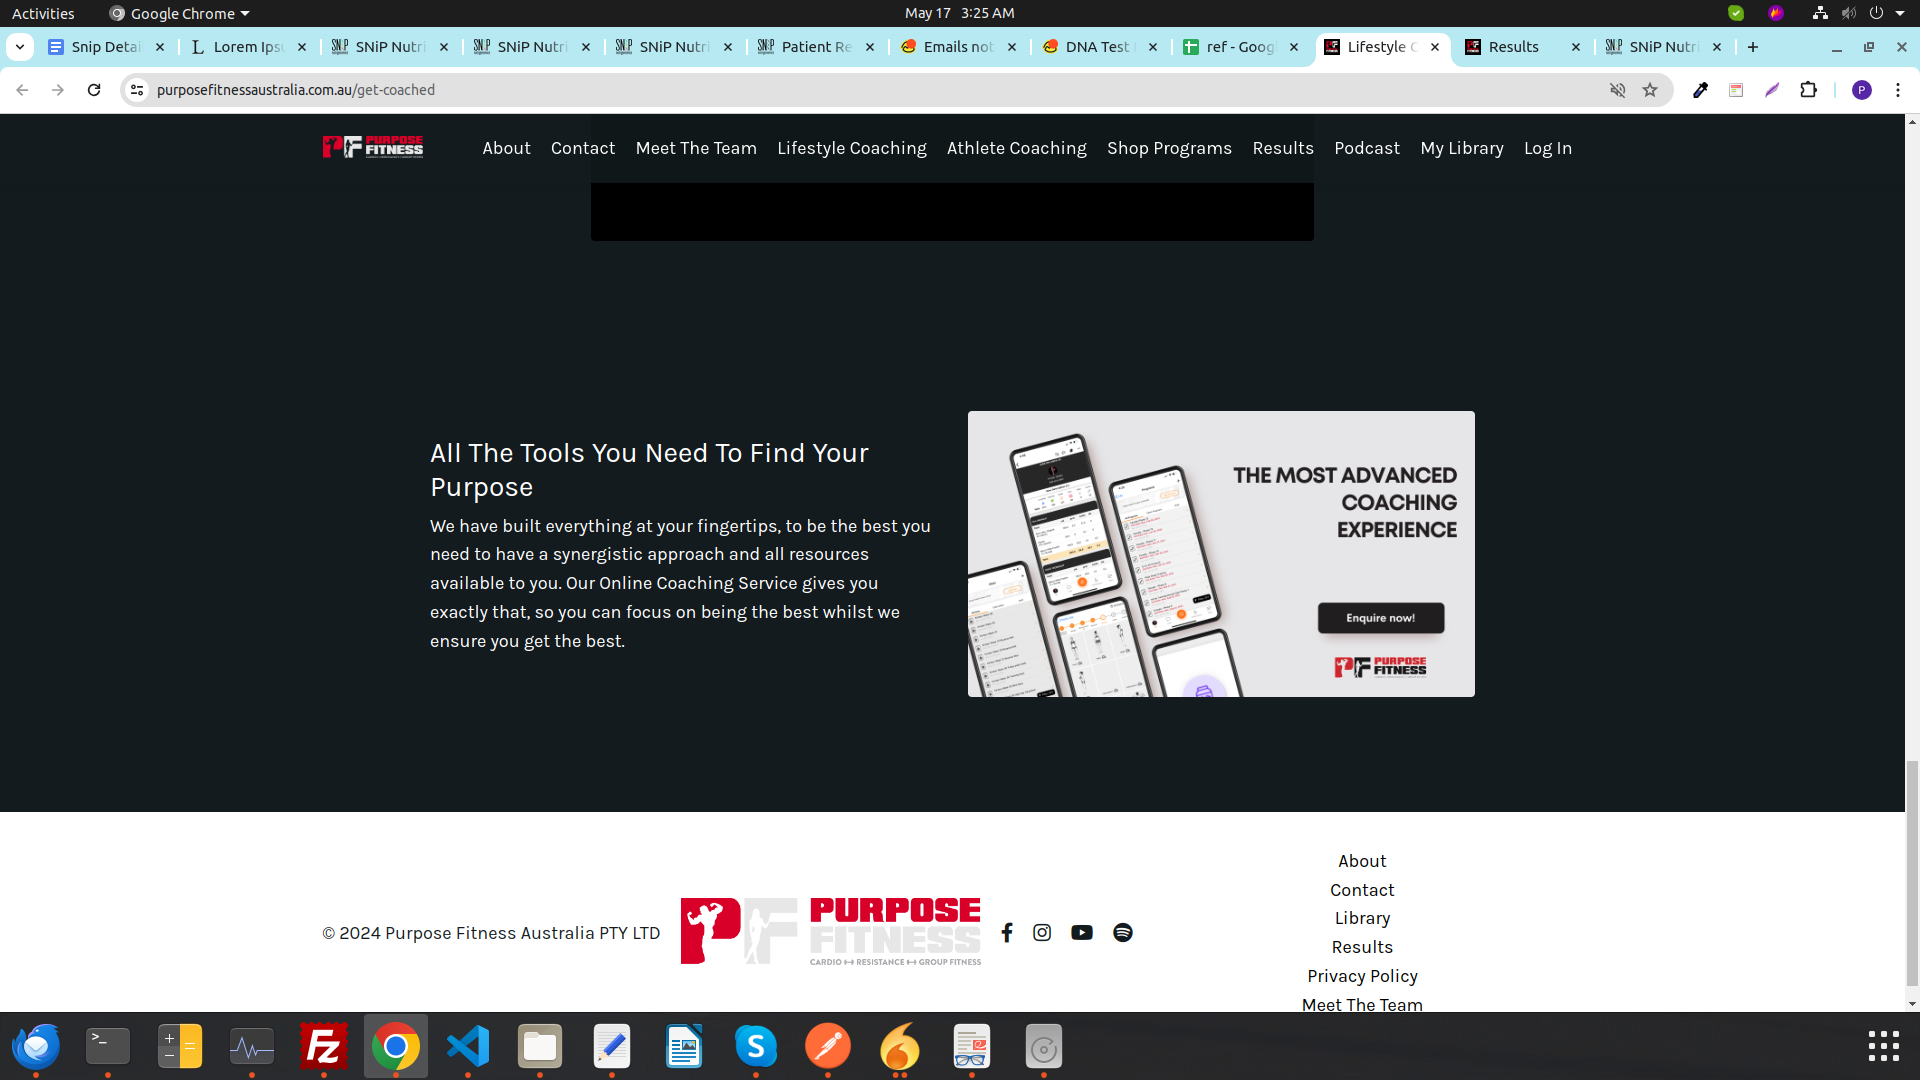 Activities
Google Chrome
May 17 3:25 AM
Snip Detai
Lorem Ips
SNiP Nutri
SNiP Nutri
SNiP Nutri
Patient Re
Emails not
DNA Test
ref - Goog
Lifestyle C
Results
SNiP Nutri
purposefitnessaustralia.com.au/get-coached
P
PF PURPOSE FITNESS
About
Contact
Meet The Team
Lifestyle Coaching
Athlete Coaching
Shop Programs
Results
Podcast
My Library
Log In
All The Tools You Need To Find Your
Purpose
We have built everything at your fingertips, to be the best you
need to have a synergistic approach and all resources
available to you. Our Online Coaching Service gives you
exactly that, so you can focus on being the best whilst we
ensure you get the best.
THE MOST ADVANCED
COACHING
EXPERIENCE
Enquire now!
PF PURPOSE FITNESS
© 2024 Purpose Fitness Australia PTY LTD
PF PURPOSE
FITNESS
CARDIO RESISTANCE GROUP FITNESS
About
Contact
Library
Results
Privacy Policy
Meet The Team